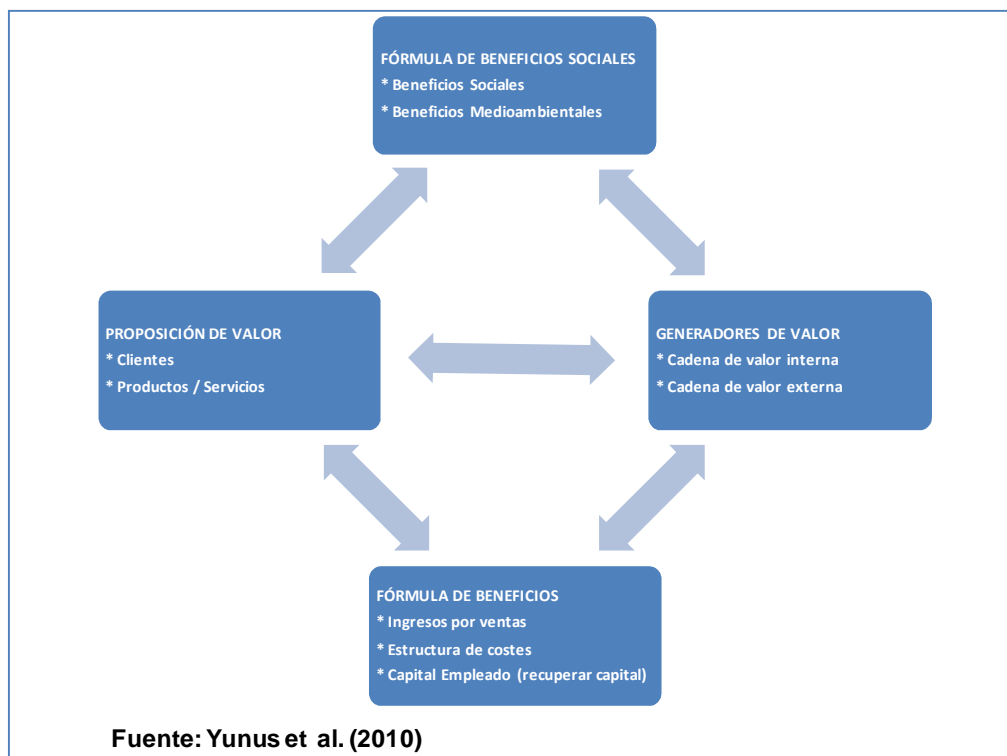 FÓRMULA DE BENEFICIOS SOCIALES
* Beneficios Sociales
* Beneficios Medioambientales
PROPOSICIÓN DE VALOR
* Clientes
* Productos / Servicios
GENERADORES DE VALOR
* Cadena de valor interna
* Cadena de valor externa
FÓRMULA DE BENEFICIOS
* Ingresos por ventas
* Estructura de costes
* Capital Empleado (recuperar capital)
Fuente: Yunus et al. (2010)